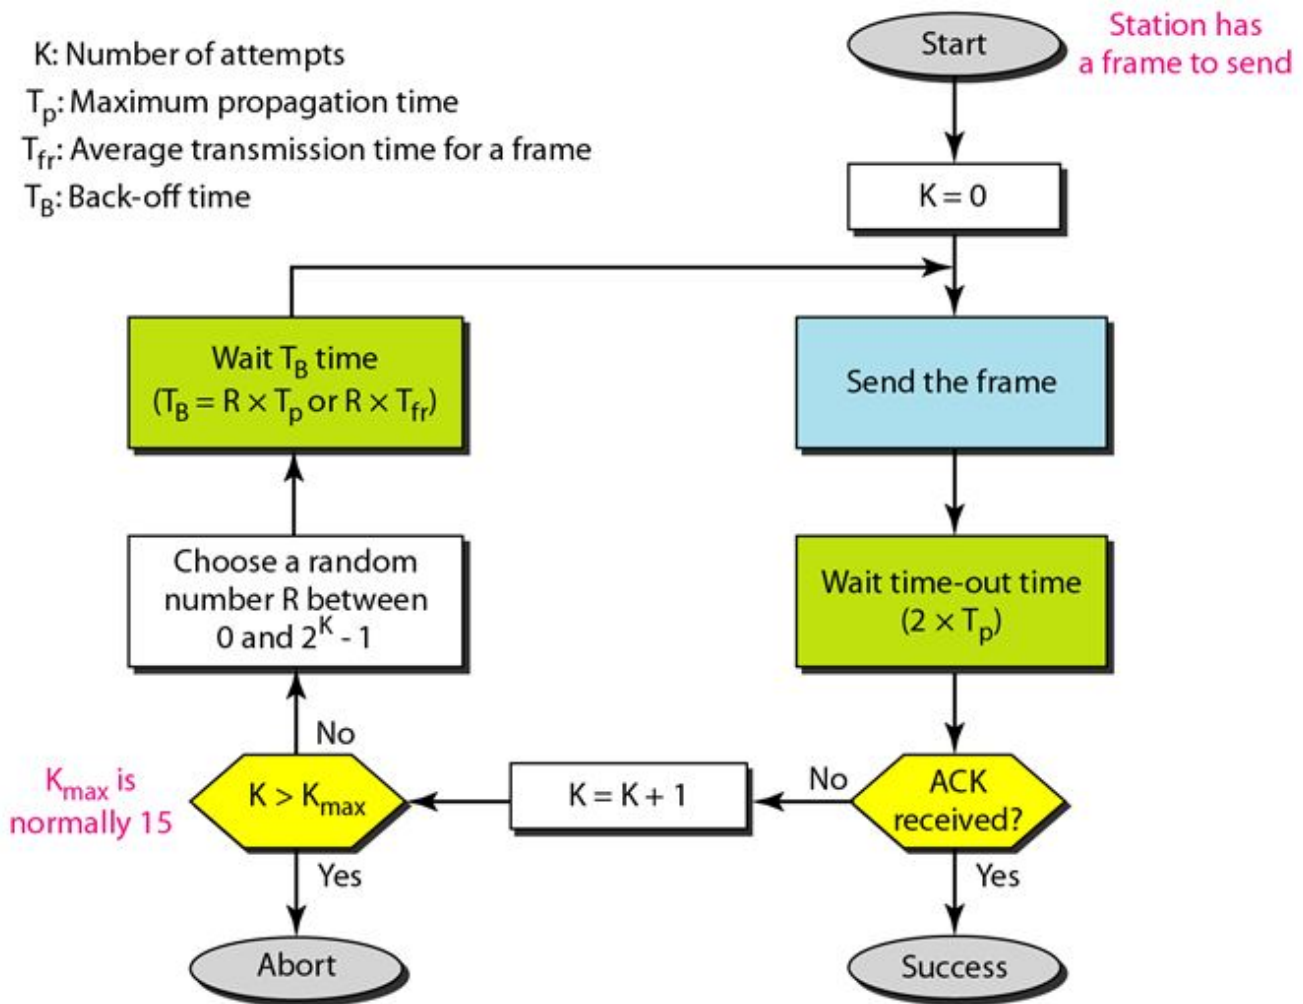 K: Number of attempts
Tp: Maximum propagation time
Tfr: Average transmission time for a frame
TB: Back-off time
Start
Station has
a frame to send
K = 0
Wait TB time
(TB = R × Tp or R × Tfr)
Send the frame
Choose a random
number R between
0 and 2^K - 1
Wait time-out time
(2 × Tp)
No
Kmax is
normally 15
K > Kmax
K = K + 1
No
ACK
received?
Yes
Yes
Abort
Success